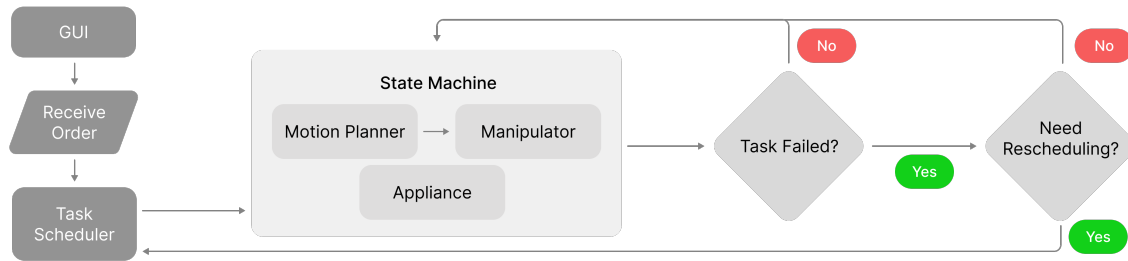 GUI
Receive
Order
Task
Scheduler
State Machine
Motion Planner
Manipulator
Appliance
Task Failed?
No
Yes
Need
Rescheduling?
No
Yes